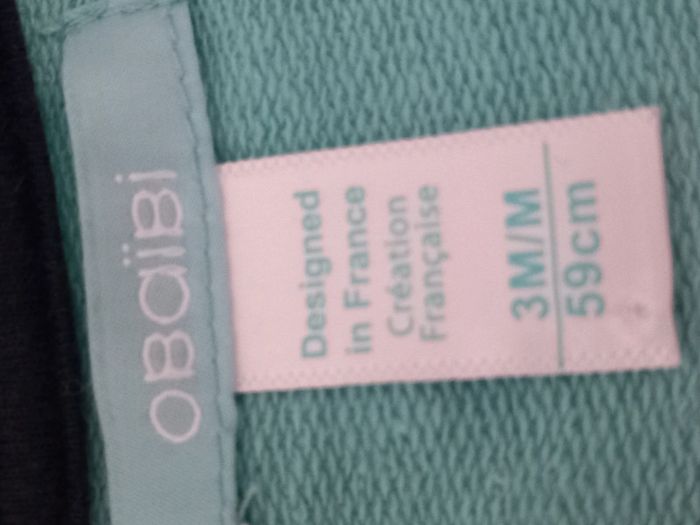 OBAÏBI
Designed
in France
Création
Française
3M/M
59cm